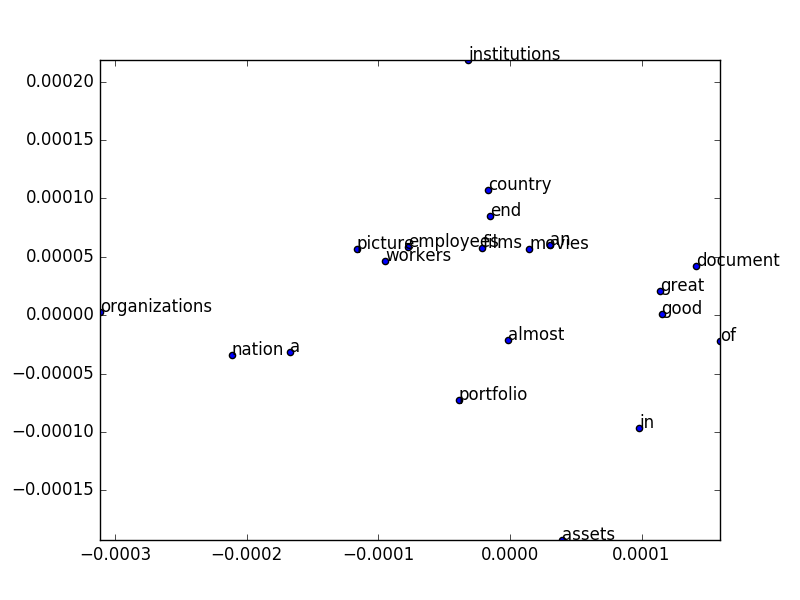 institutions
0.00020
0.00015
country
0.00010
end
picture employees films movies an
workers
0.00005
document
great
organizations
good
0.00000
of
almost
nation a
−0.00005
portfolio
in
−0.00010
−0.00015
assets
−0.0003 −0.0002 −0.0001 0.0000 0.0001